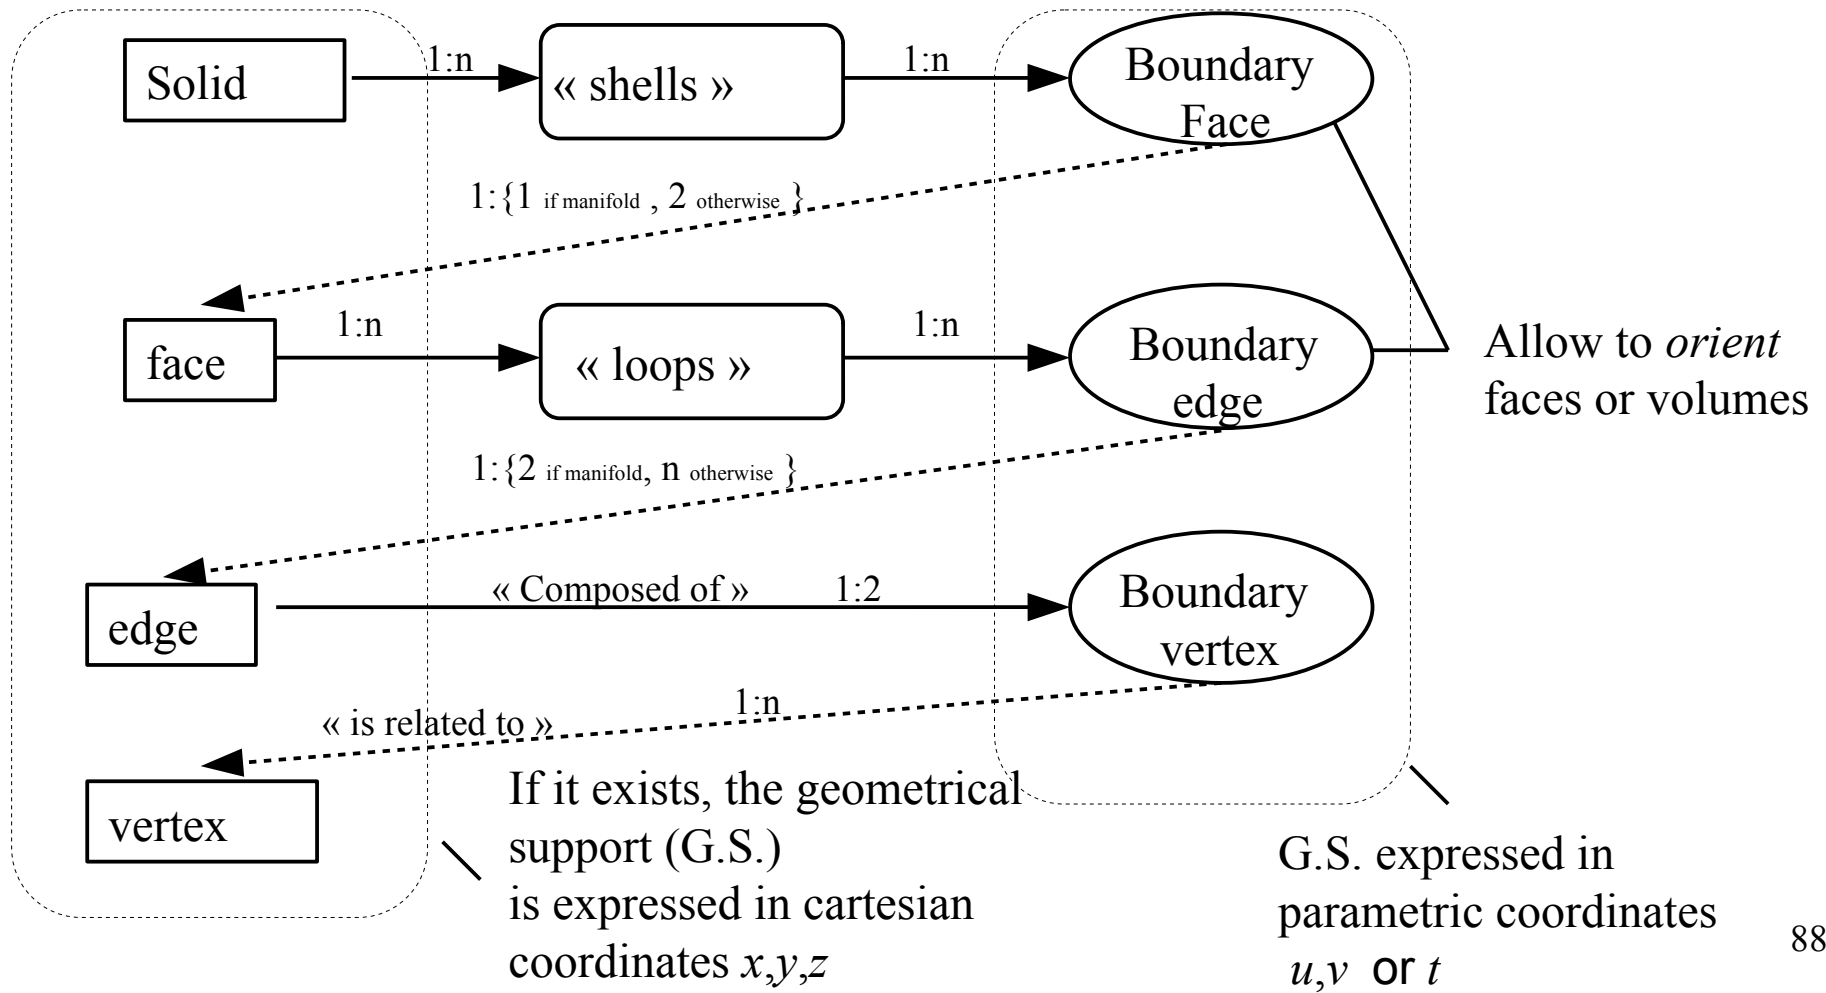 Solid
1:n
« shells »
1:n
Boundary
Face
1:{1 if manifold , 2 otherwise }
face
1:n
« loops »
1:n
Boundary
edge
Allow to orient
faces or volumes
1:{2 if manifold, n otherwise }
edge
« Composed of »
1:2
Boundary
vertex
« is related to »
1:n
vertex
If it exists, the geometrical
support (G.S.)
is expressed in cartesian
coordinates x,y,z
G.S. expressed in
parametric coordinates
u,v or t
88